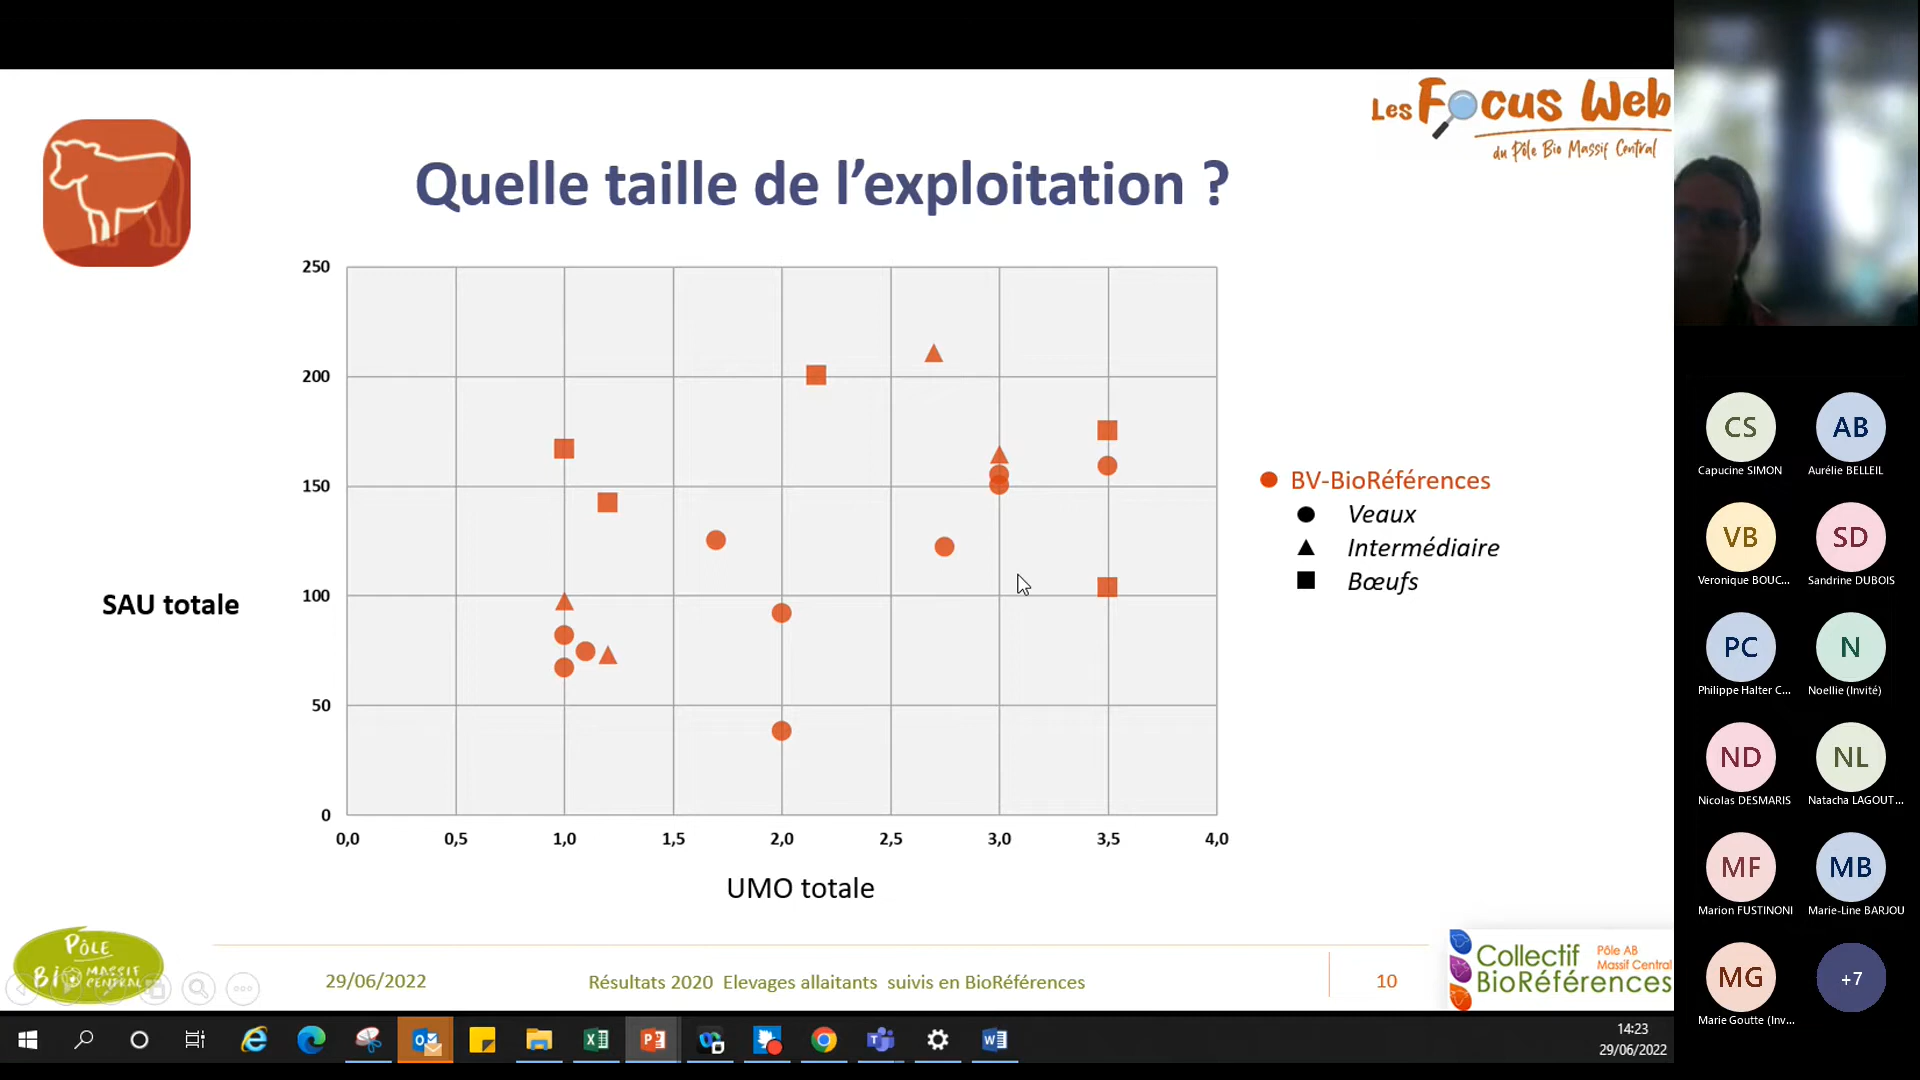 Les Focus Web
du Pôle Bio Massif Central
Quelle taille de l’exploitation ?
250
200
150
100
50
0
SAU totale
0,0 0,5 1,0 1,5 2,0 2,5 3,0 3,5 4,0
UMO totale
BV-BioRéférences
Veaux
Intermédiaire
Bœufs
PÔLE
BIO MASSIF
CENTRAL
29/06/2022
Résultats 2020 Elevages allaitants suivis en BioRéférences
10
Collectif
BioRéférences
Pôle AB
Massif Central
CS
Capucine SIMON
AB
Aurélie BELLEIL
VB
Veronique BOUC...
SD
Sandrine DUBOIS
PC
Philippe Halter C...
N
Noellie (Invité)
ND
Nicolas DESMARIS
NL
Natacha LAGOUT...
MF
Marion FUSTINONI
MB
Marie-Line BARJOU
MG
Marie Goutte (Inv...
+7
14:23
29/06/2022